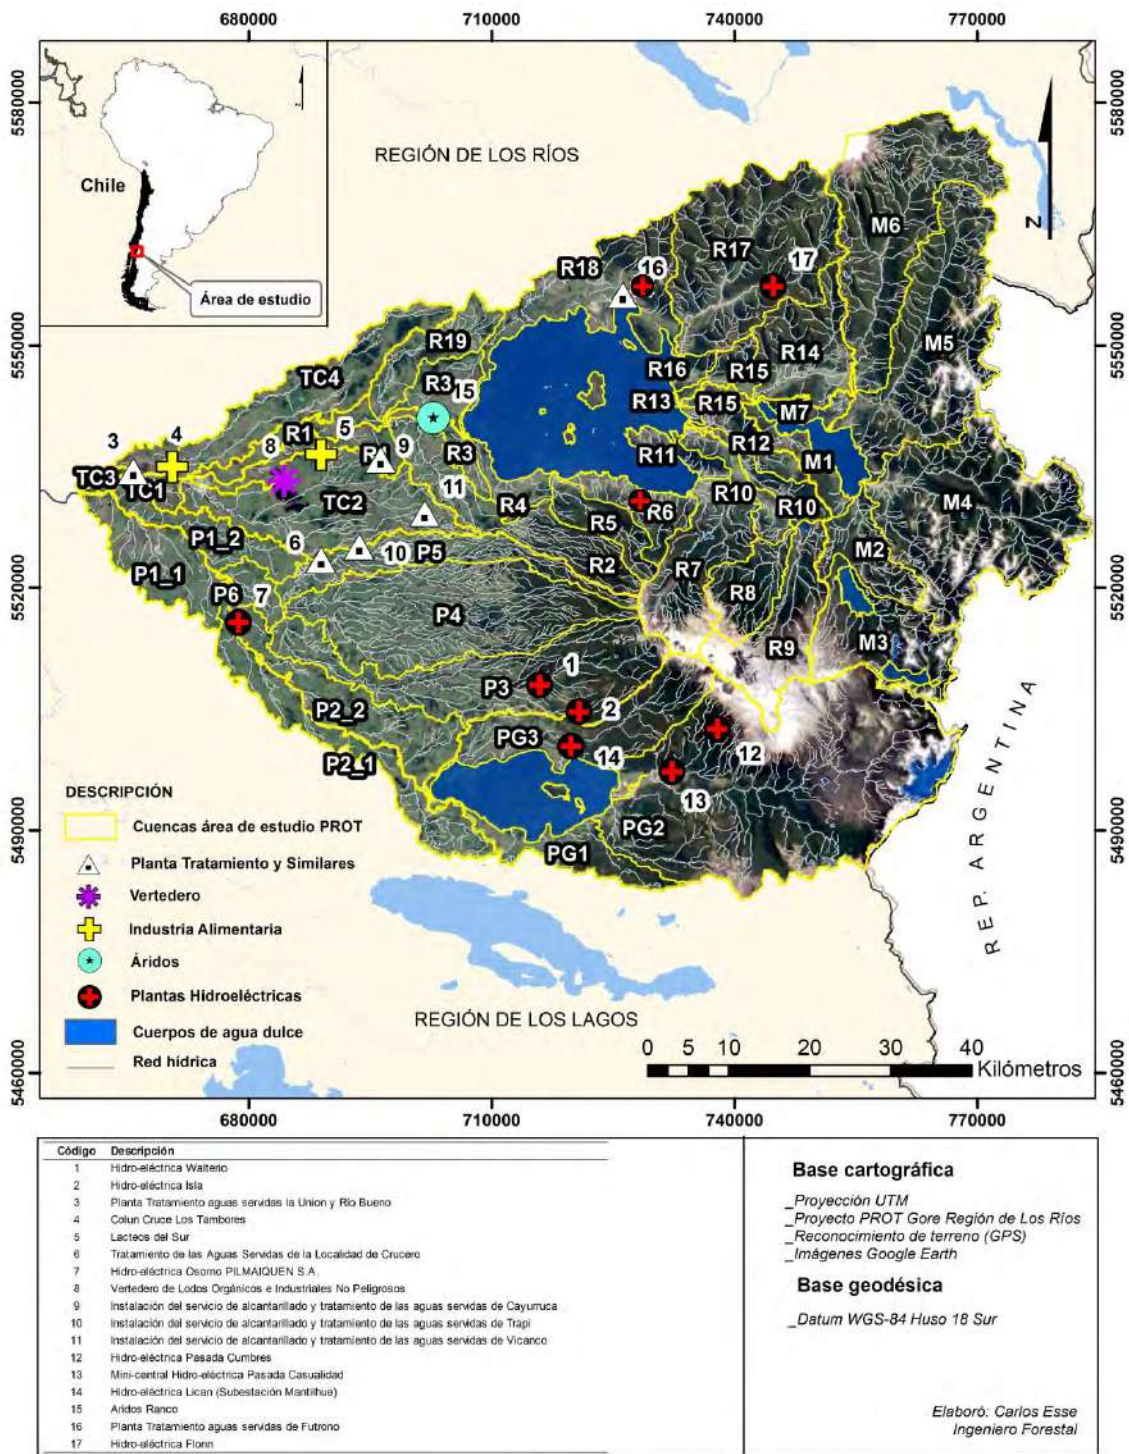 680000 710000 740000 770000
5580000 5580000
5550000 5550000
5520000 5520000
5490000 5490000
5460000 5460000
Chile
Área de estudio
REGIÓN DE LOS RÍOS
N
M6
R17
17
16
R18
M5
R19
R14
TC4
R15
R16
R3
15
R13
R15
M7
R1
5
3
4
8
9
R3
R12
R11
M1
TC3
TC1
11
R10
TC2
R4
R6
R10
M4
P1_2
R5
6
10
P5
R2
M2
P1_1
P6
7
R7
R8
P4
R9
M3
1
P3
2
P2_2
PG3
14
12
P2_1
13
PG2
PG1
REP. ARGENTINA
DESCRIPCIÓN
Cuencas área de estudio PROT
Planta Tratamiento y Similares
Vertedero
Industria Alimentaria
Áridos
Plantas Hidroeléctricas
Cuerpos de agua dulce
Red hídrica
REGIÓN DE LOS LAGOS
0 5 10 20 30 40
Kilómetros
680000 710000 740000 770000
Código Descripción
1 Hidro-eléctrica Walterio
2 Hidro-eléctrica Isla
3 Planta Tratamiento aguas servidas la Union y Río Bueno
4 Colun Cruce Los Tambores
5 Lacteos del Sur
6 Tratamiento de las Aguas Servidas de la Localidad de Crucero
7 Hidro-eléctrica Osorno PILMAIQUEN S.A.
8 Vertedero de Lodos Orgánicos e Industriales No Peligrosos
9 Instalación del servicio de alcantarillado y tratamiento de las aguas servidas de Cayurruca
10 Instalación del servicio de alcantarillado y tratamiento de las aguas servidas de Trapi
11 Instalación del servicio de alcantarillado y tratamiento de las aguas servidas de Vicanco
12 Hidro-eléctrica Pasada Cumbres
13 Mini-central Hidro-eléctrica Pasada Casualidad
14 Hidro-eléctrica Lican (Subestación Mantilhue)
15 Aridos Ranco
16 Planta Tratamiento aguas servidas de Futrono
17 Hidro-eléctrica Florin
Base cartográfica
_Proyección UTM
_Proyecto PROT Gore Región de Los Ríos
_Reconocimiento de terreno (GPS)
_Imágenes Google Earth
Base geodésica
_Datum WGS-84 Huso 18 Sur
Elaboró: Carlos Esse
Ingeniero Forestal